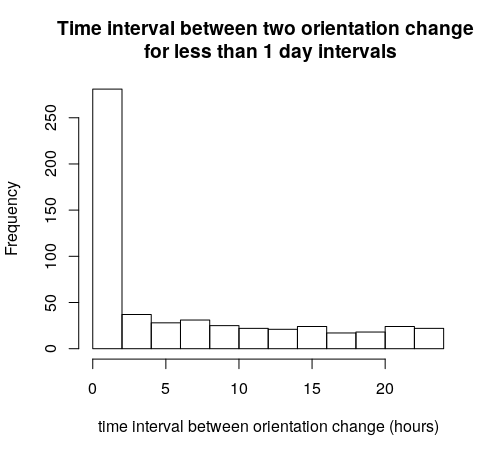 Time interval between two orientation change
for less than 1 day intervals
Frequency
250
200
150
100
50
0
0 5 10 15 20
time interval between orientation change (hours)